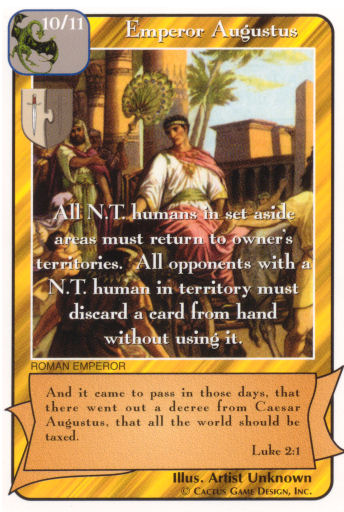 10/11
Emperor Augustus
All N.T. humans in set aside
areas must return to owner's
territories. All opponents with a
N.T. human in territory must
discard a card from hand
without using it.
ROMAN EMPEROR
And it came to pass in those days, that
there went out a decree from Caesar
Augustus, that all the world should be
taxed.
Luke 2:1
Illus. Artist Unknown
© CACTUS GAME DESIGN, INC.